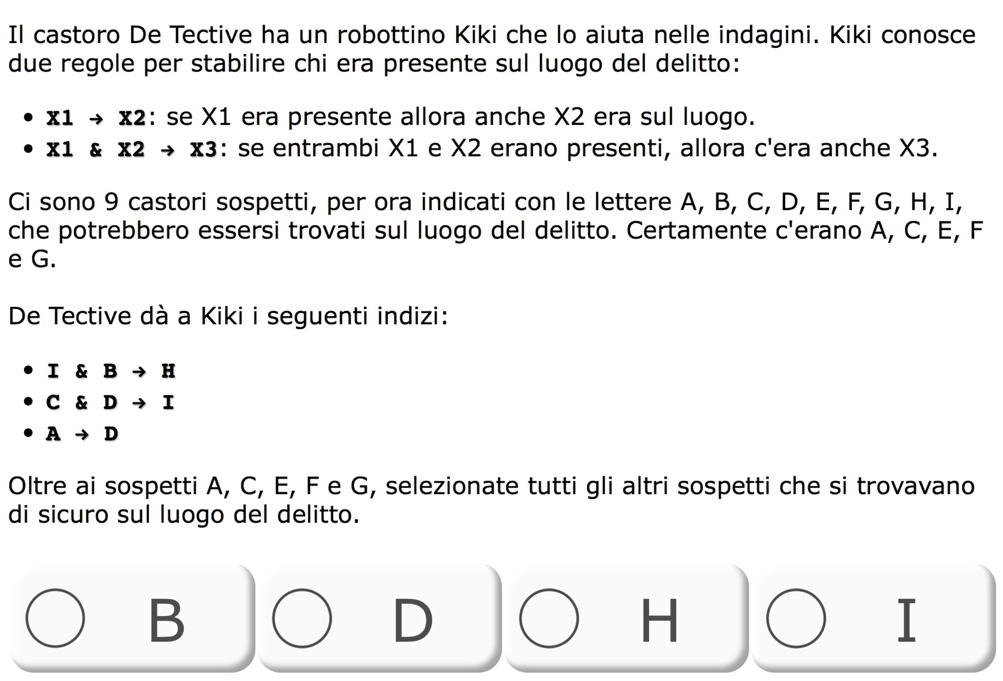 Il castoro De Tective ha un robottino Kiki che lo aiuta nelle indagini. Kiki conosce
due regole per stabilire chi era presente sul luogo del delitto:
• X1 → X2: se X1 era presente allora anche X2 era sul luogo.
• X1 & X2 → X3: se entrambi X1 e X2 erano presenti, allora c'era anche X3.
Ci sono 9 castori sospetti, per ora indicati con le lettere A, B, C, D, E, F, G, H, I,
che potrebbero essersi trovati sul luogo del delitto. Certamente c'erano A, C, E, F
e G.
De Tective dà a Kiki i seguenti indizi:
• I & B → H
• C & D → I
• A → D
Oltre ai sospetti A, C, E, F e G, selezionate tutti gli altri sospetti che si trovavano
di sicuro sul luogo del delitto.
B D H I